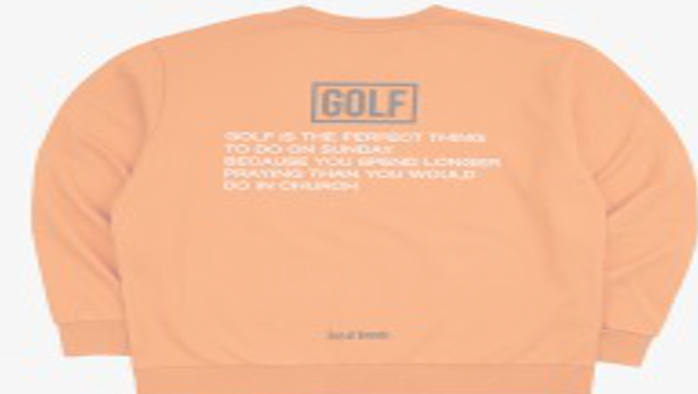 GOLF
GOLF IS THE PERFECT THING
TO DO ON SUNDAY
BECAUSE YOU SPEND LONGER
PRAYING THAN YOU WOULD
DO IN CHURCH